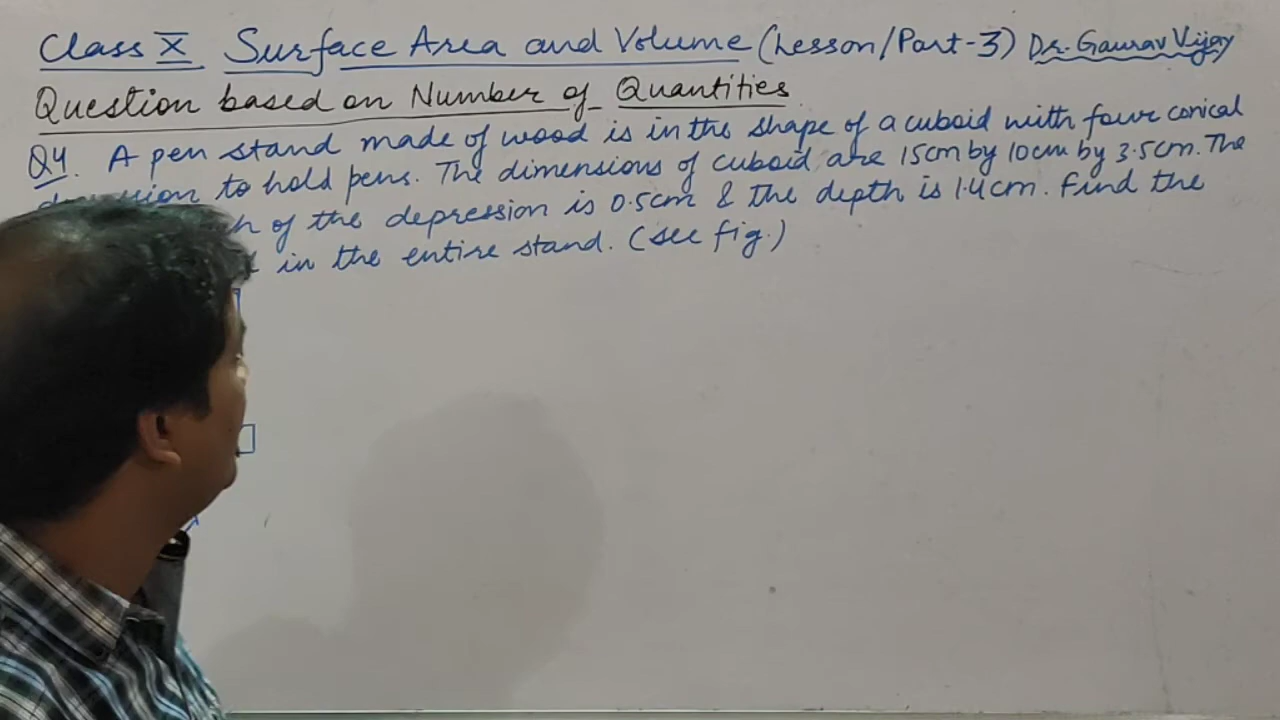 Class X Surface Area and Volume (Lesson/Part-3) Dr. Gaurav Vijay
Question based on Number of Quantities
Q4. A pen stand made of wood is in the shape of a cuboid with four conical
to hold pens. The dimensions of cuboid are 15cm by 10cm by 3.5cm. The
of the depression is 0.5cm & the depth is 1.4cm. Find the
in the entire stand. (see fig.)